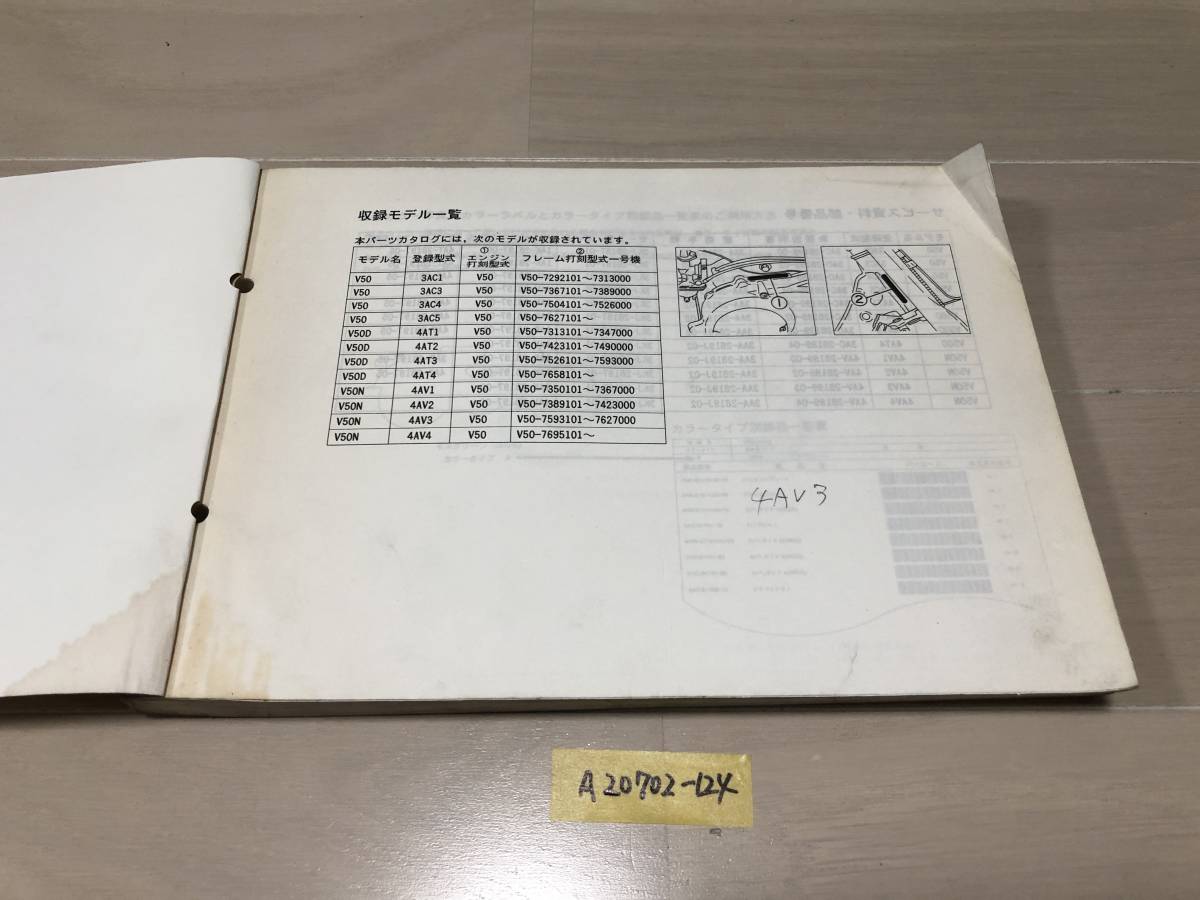 収録モデル一覧
本パーツカタログには，次のモデルが収録されています。
モデル名 登録型式 ①エンジン打刻型式 ②フレーム打刻型式一号機
V50 3AC1 V50 V50-7292101～7313000
V50 3AC3 V50 V50-7367101～7389000
V50 3AC4 V50 V50-7504101～7526000
V50 3AC5 V50 V50-7627101～
V50D 4AT1 V50 V50-7313101～7347000
V50D 4AT2 V50 V50-7423101～7490000
V50D 4AT3 V50 V50-7526101～7593000
V50D 4AT4 V50 V50-7658101～
V50N 4AV1 V50 V50-7350101～7367000
V50N 4AV2 V50 V50-7389101～7423000
V50N 4AV3 V50 V50-7593101～7627000
V50N 4AV4 V50 V50-7695101～
①
②
4AV3
A20702-124